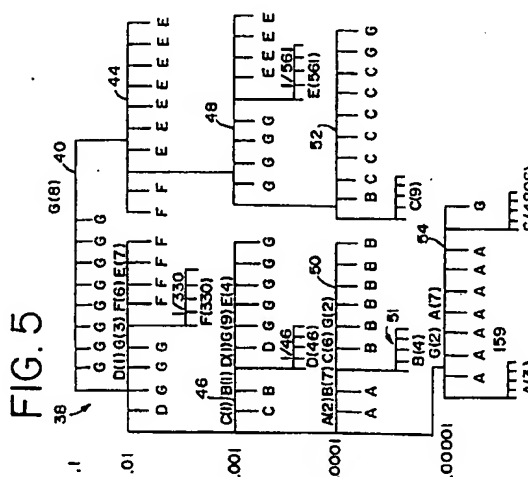 FIG. 5
38
G(8)
40
.1
G G G G G G G
D(1) G(3) F(6) E(7)
44
.01
D G G F F F F F F E E E E E E E
1/330
F(330)
46
C(1) B(1) D(1) G(9) E(4)
48
.001
C B D G G G G G G G E E E E
1/46
D(46)
1/561
E(561)
A(2) B(7) C(6) G(2)
50
52
.0001
A A B B B B B B C C C C C C G
51
B(4)
C(9)
G(2) A(7)
54
.00001
A A A A A A A G
159